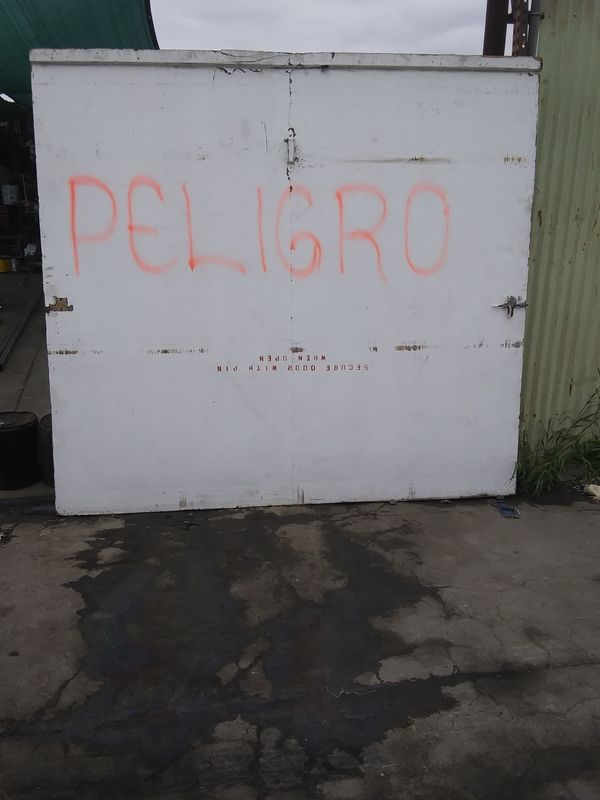 PELIGRO
SECURE DOOR WITH PIN
WHEN OPEN